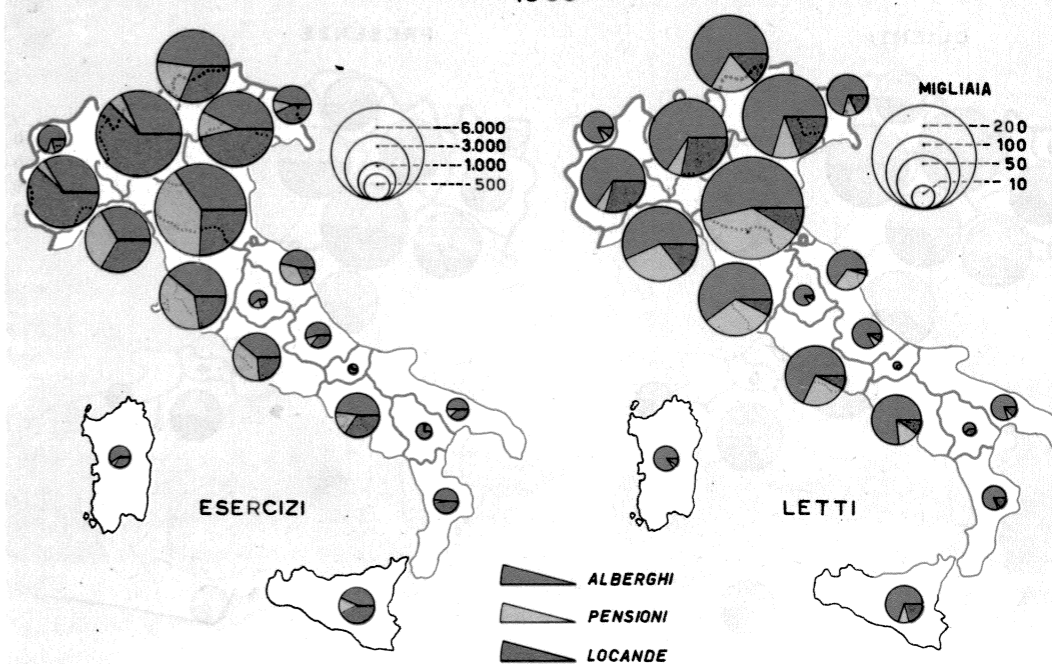 6.000
3.000
1.000
500
MIGLIAIA
200
100
50
10
ESERCIZI
LETTI
ALBERGHI
PENSIONI
LOCANDE